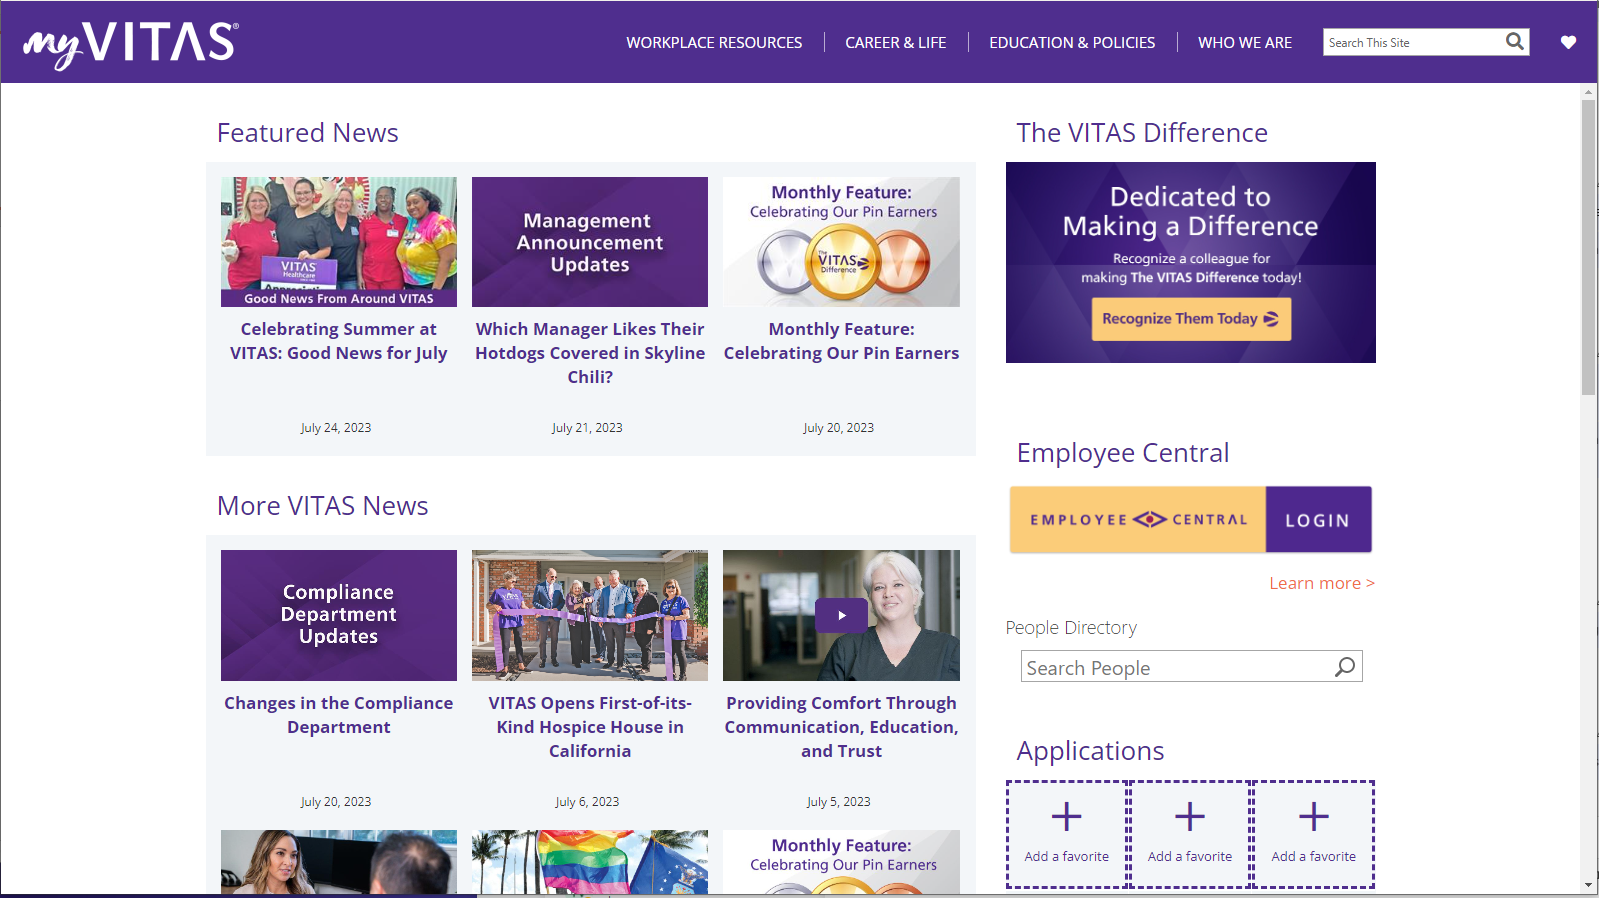 myVITAS®
WORKPLACE RESOURCES
CAREER & LIFE
EDUCATION & POLICIES
WHO WE ARE
Search This Site
Featured News
VITAS
Healthcare
Good News From Around VITAS
Celebrating Summer at
VITAS: Good News for July
July 24, 2023
Management
Announcement
Updates
Which Manager Likes Their
Hotdogs Covered in Skyline
Chili?
July 21, 2023
Monthly Feature:
Celebrating Our Pin Earners
The
VITAS
Difference
Monthly Feature:
Celebrating Our Pin Earners
July 20, 2023
More VITAS News
Compliance
Department
Updates
Changes in the Compliance
Department
July 20, 2023
VITAS Opens First-of-its-
Kind Hospice House in
California
July 6, 2023
Providing Comfort Through
Communication, Education,
and Trust
July 5, 2023
Monthly Feature:
Celebrating Our Pin Earners
The VITAS Difference
Dedicated to
Making a Difference
Recognize a colleague for
making The VITAS Difference today!
Recognize Them Today
Employee Central
EMPLOYEE CENTRAL
LOGIN
Learn more >
People Directory
Search People
Applications
Add a favorite
Add a favorite
Add a favorite